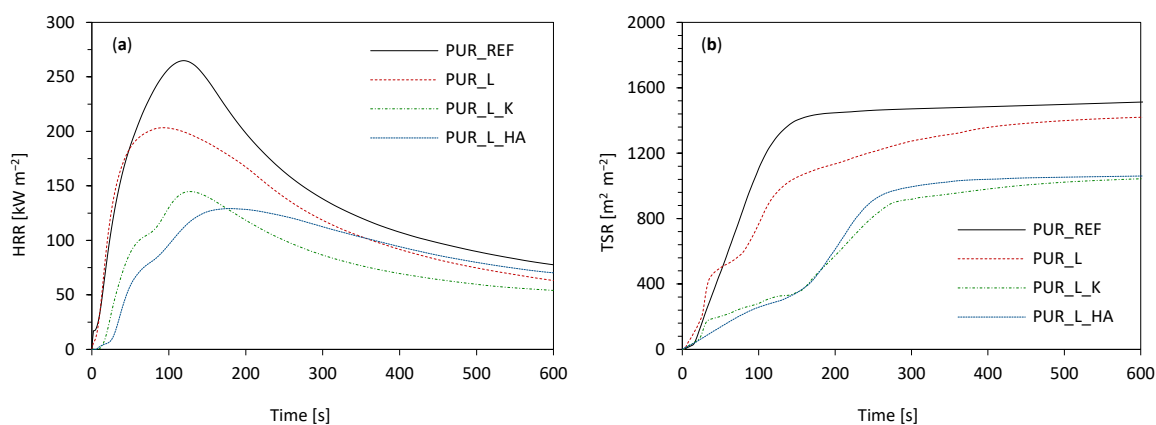 (a)
HRR [kW m⁻²]
300
250
200
150
100
50
0
PUR_REF
PUR_L
PUR_L_K
PUR_L_HA
0 100 200 300 400 500 600
Time [s]
(b)
TSR [m² m⁻²]
2000
1600
1200
800
400
0
PUR_REF
PUR_L
PUR_L_K
PUR_L_HA
0 100 200 300 400 500 600
Time [s]